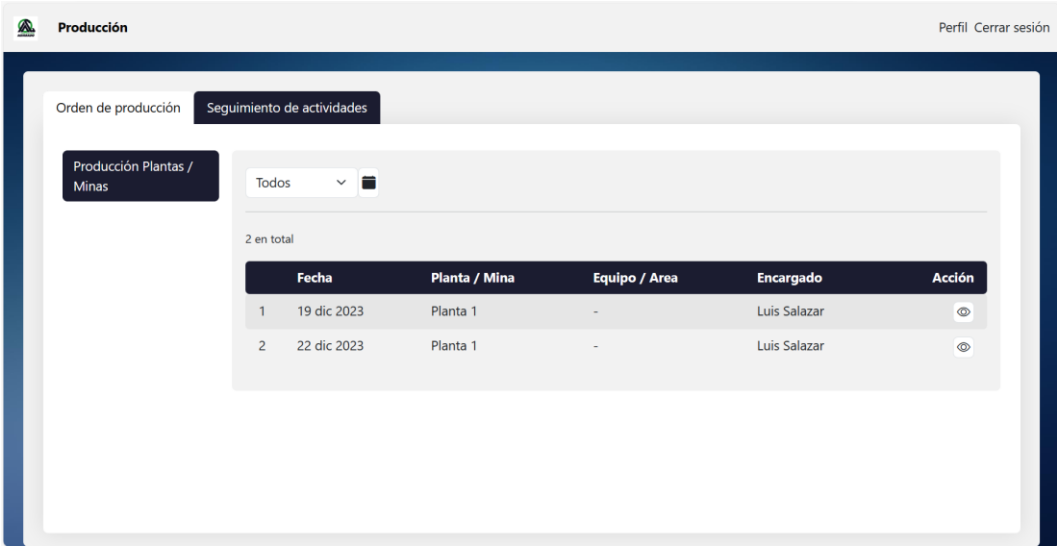 Producción
Perfil Cerrar sesión
Orden de producción
Seguimiento de actividades
Producción Plantas /
Minas
Todos
2 en total
Fecha Planta / Mina Equipo / Area Encargado Acción
1 19 dic 2023 Planta 1 - Luis Salazar
2 22 dic 2023 Planta 1 - Luis Salazar